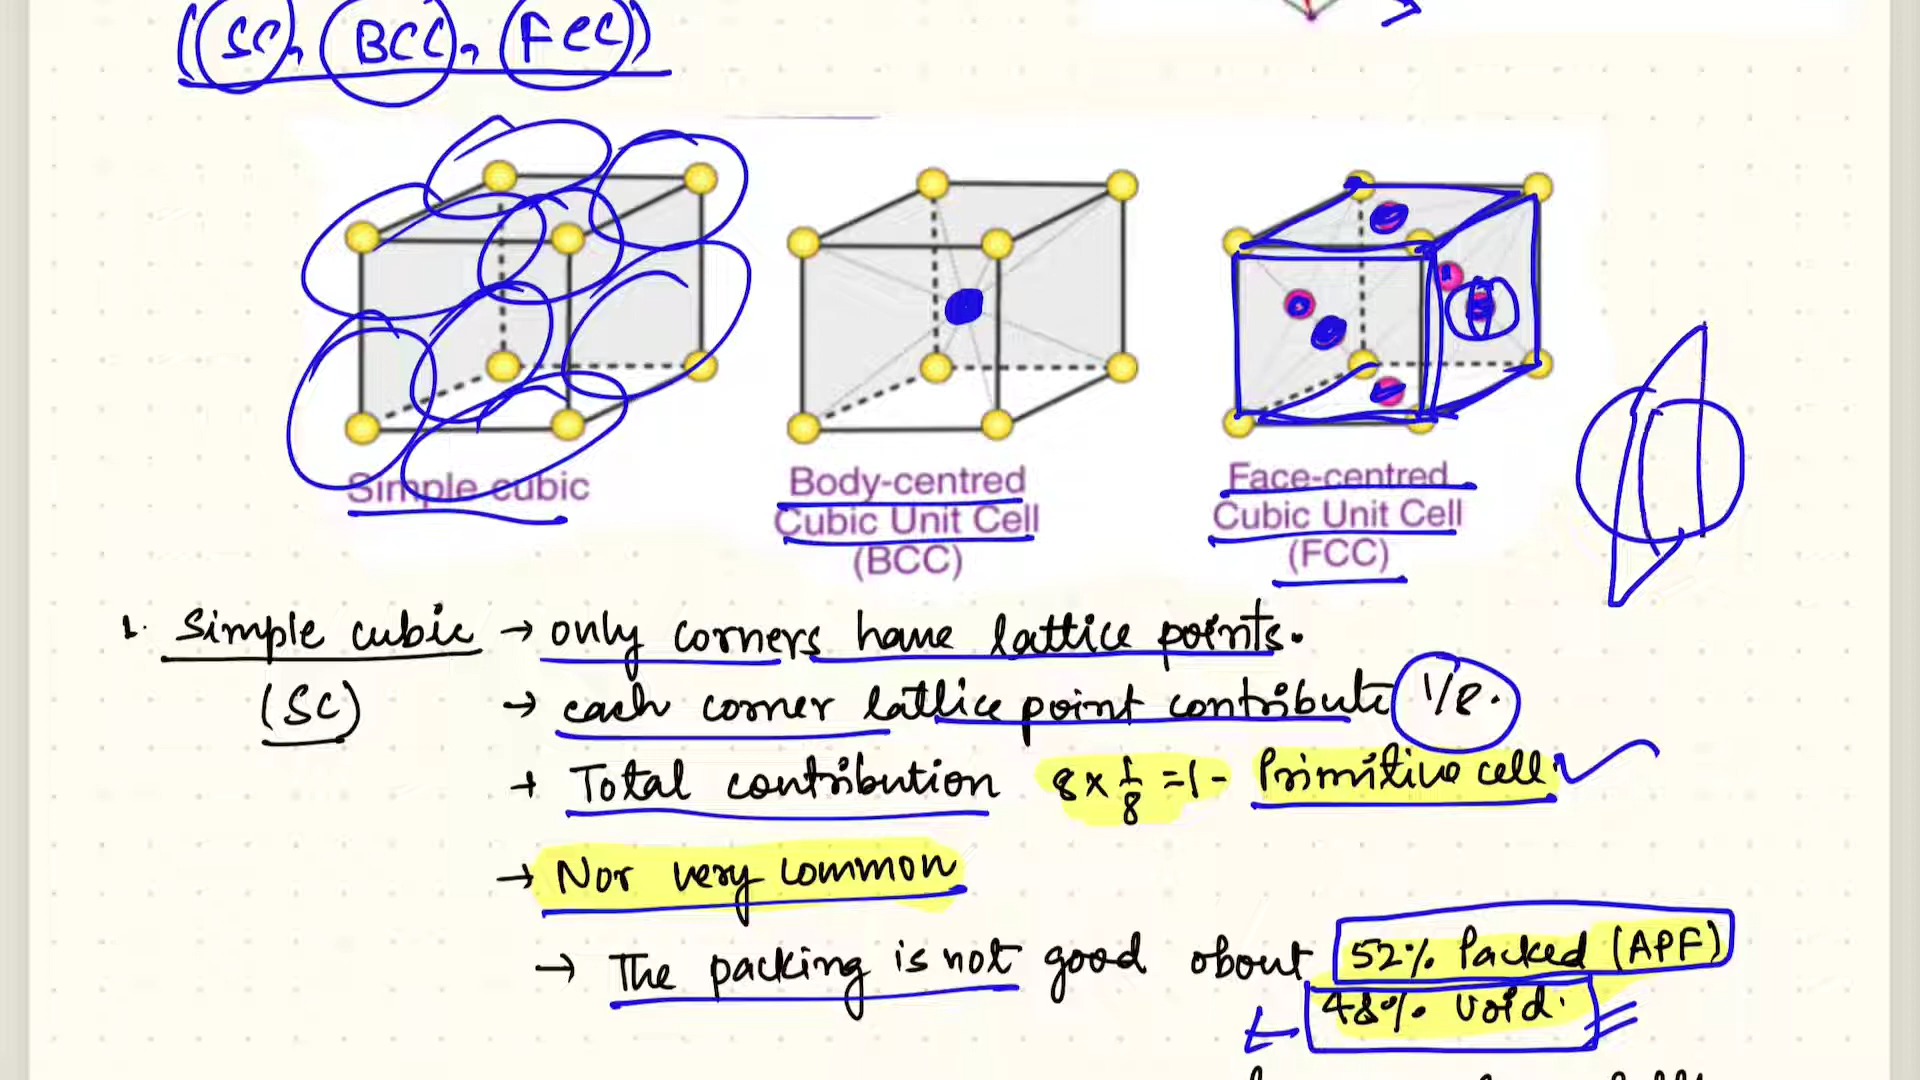 (SC, BCC, FCC)
Simple cubic
Body-centred
Cubic Unit Cell
(BCC)
Face-centred
Cubic Unit Cell
(FCC)
1. Simple cubic → only corners have lattice points.
(SC) → each corner lattice point contribute 1/8.
→ Total contribution 8 × 1/8 = 1 - Primitive cell
→ Nor very common
→ The packing is not good about 52% Packed (APF)
48% void.